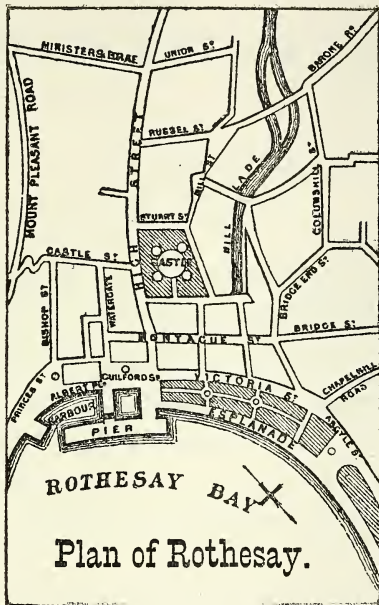 MINISTERS BRAE
UNION ST
BARONE RD
MOUNT PLEASANT ROAD
HIGH STREET
RUSSEL ST
MILL ST
MILL LADE
COLUMSHILL ST
STUART ST
CASTLE
CASTLE ST
WATERGATE
BISHOP ST
BRIDGE END ST
MONTAGUE ST
BRIDGE ST
GUILFORD SQ
VICTORIA ST
CHAPELHILL
ROAD
ALBERT PL
PRINCES ST
HARBOUR
ESPLANADE
ARGYLE ST
PIER
ROTHESAY BAY
Plan of Rothesay.